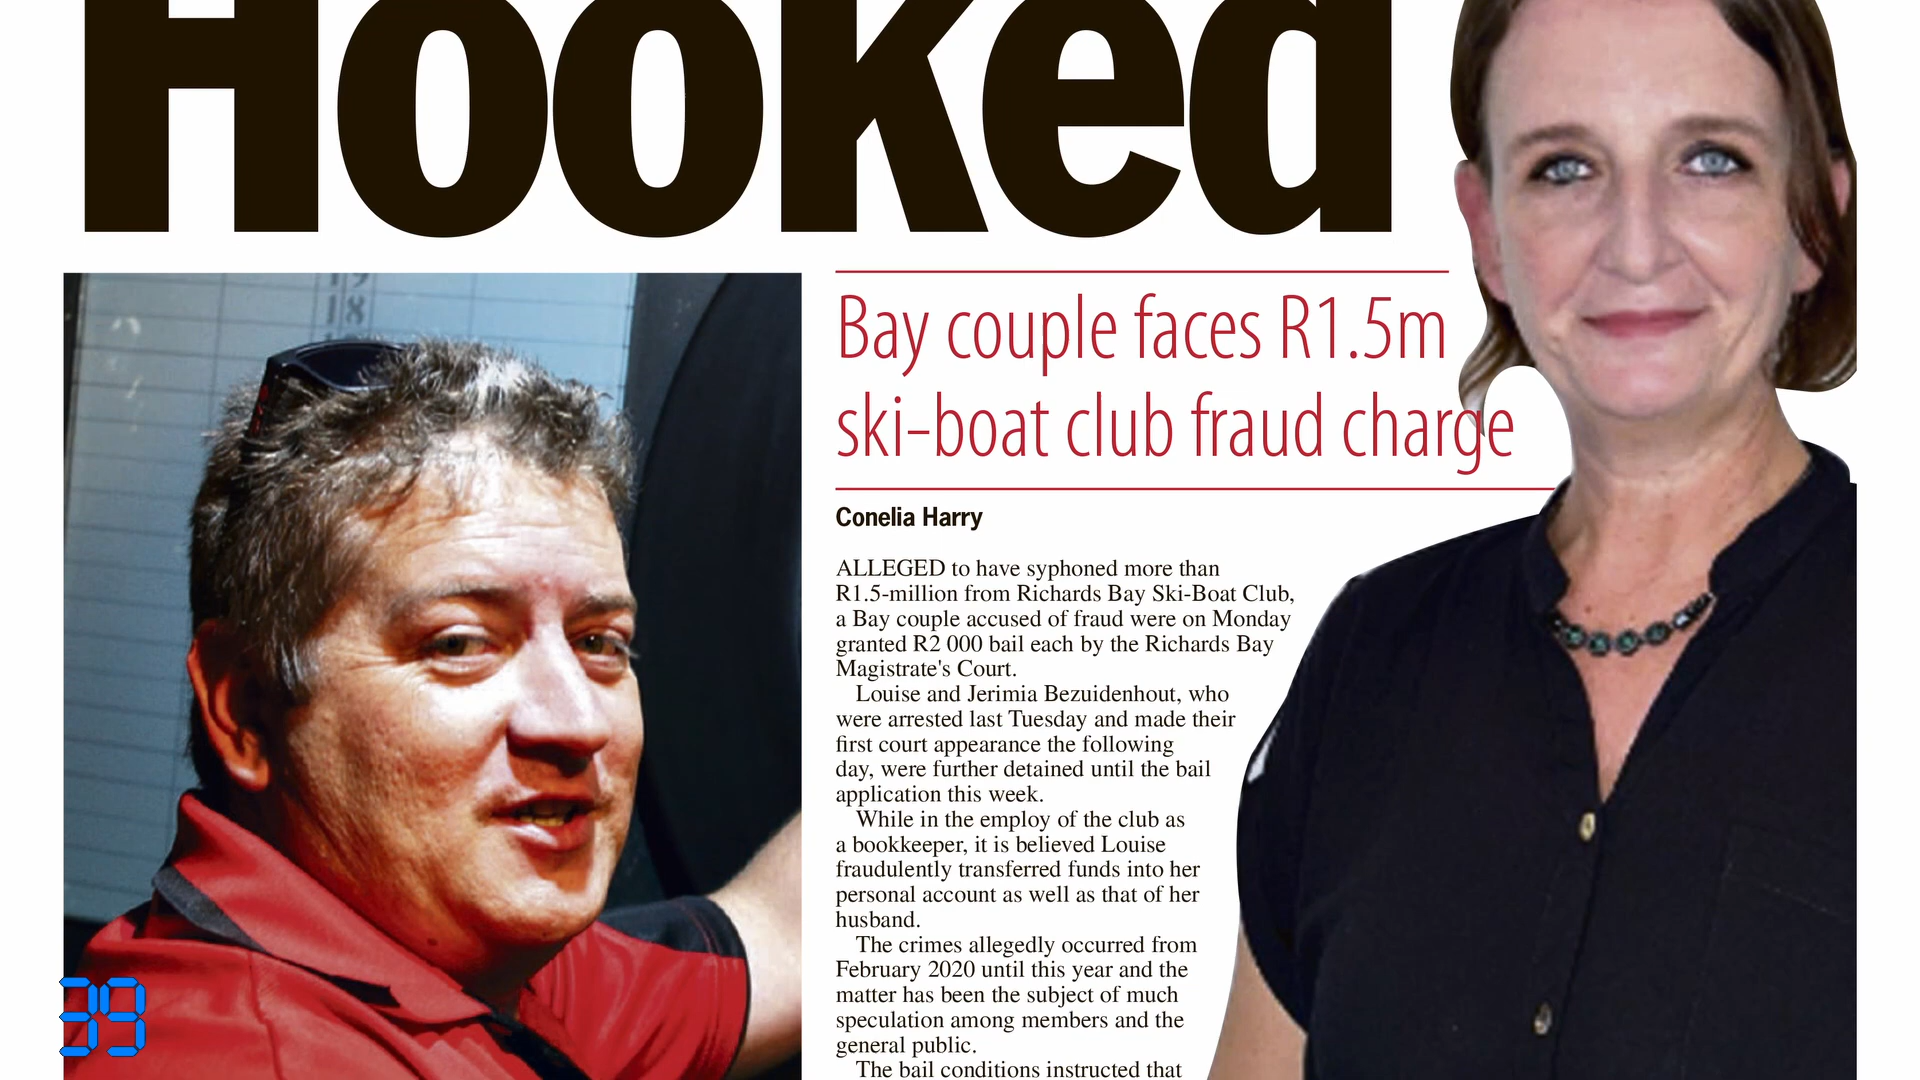 Hooked
19
18
Bay couple faces R1.5m
ski-boat club fraud charge
Conelia Harry
ALLEGED to have syphoned more than
R1.5-million from Richards Bay Ski-Boat Club,
a Bay couple accused of fraud were on Monday
granted R2 000 bail each by the Richards Bay
Magistrate's Court.
Louise and Jerimia Bezuidenhout, who
were arrested last Tuesday and made their
first court appearance the following
day, were further detained until the bail
application this week.
While in the employ of the club as
a bookkeeper, it is believed Louise
fraudulently transferred funds into her
personal account as well as that of her
husband.
The crimes allegedly occurred from
February 2020 until this year and the
matter has been the subject of much
speculation among members and the
general public.
The bail conditions instructed that
39